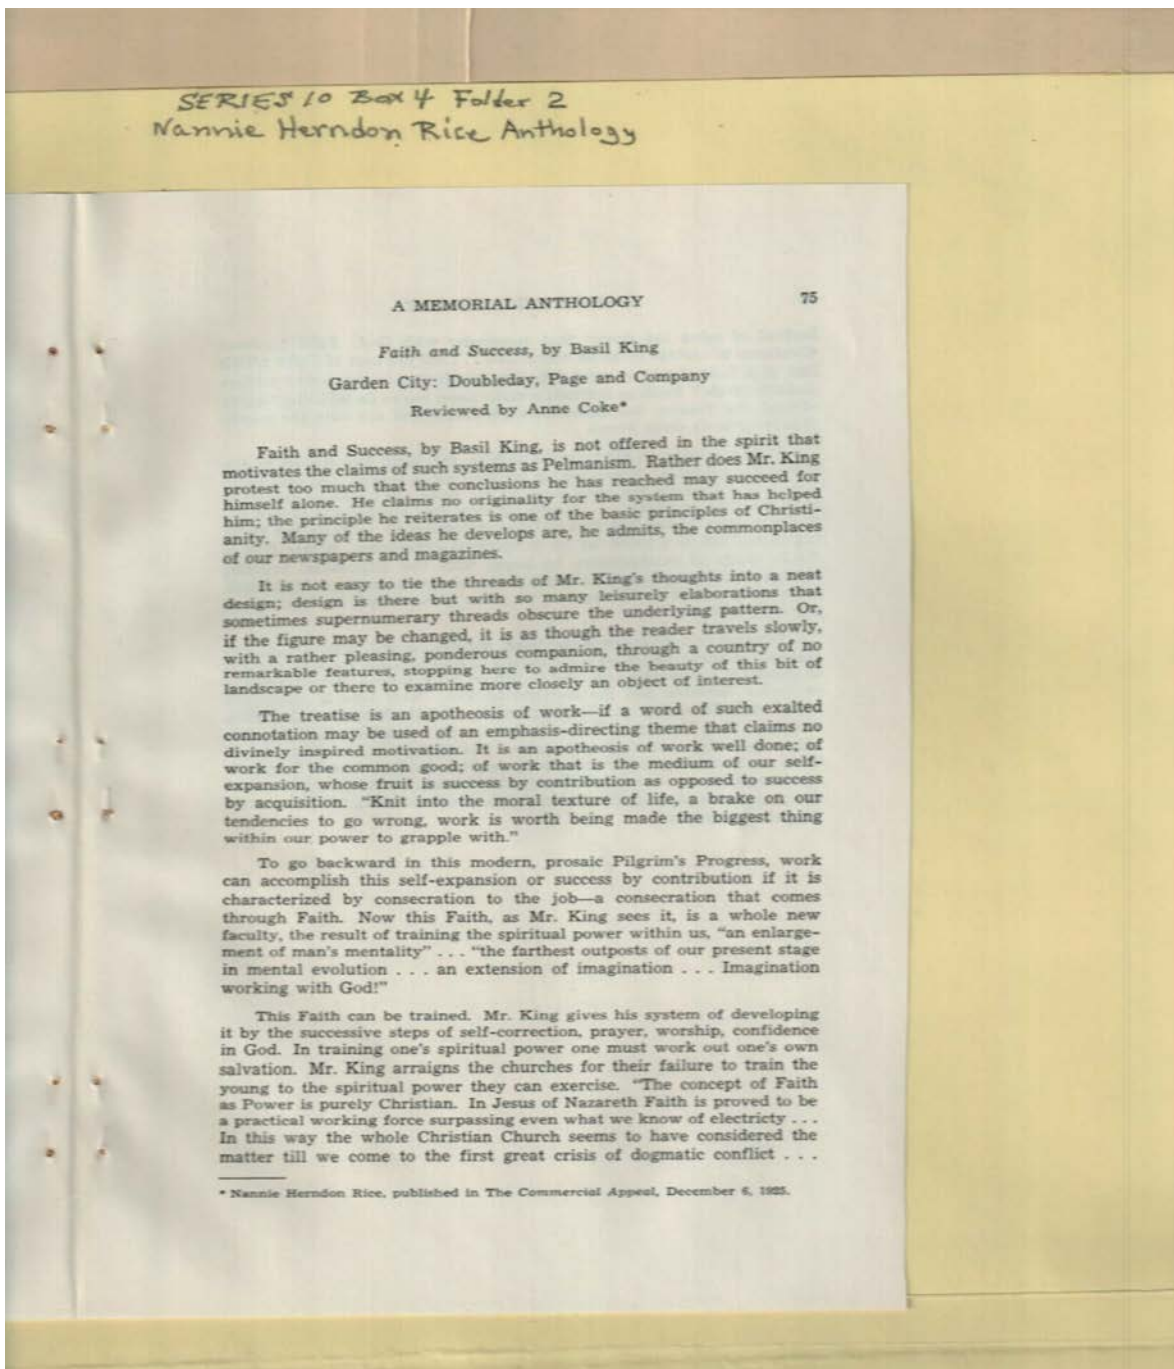 SERIES 10 Box 4 Folder 2
Nannie Herndon Rice Anthology
A MEMORIAL ANTHOLOGY 75
Faith and Success, by Basil King
Garden City: Doubleday, Page and Company
Reviewed by Anne Coke*
Faith and Success, by Basil King, is not offered in the spirit that
motivates the claims of such systems as Pelmanism. Rather does Mr. King
protest too much that the conclusions he has reached may succeed for
himself alone. He claims no originality for the system that has helped
him; the principle he reiterates is one of the basic principles of Christi-
anity. Many of the ideas he develops are, he admits, the commonplaces
of our newspapers and magazines.
It is not easy to tie the threads of Mr. King's thoughts into a neat
design; design is there but with so many leisurely elaborations that
sometimes supernumerary threads obscure the underlying pattern. Or,
if the figure may be changed, it is as though the reader travels slowly,
with a rather pleasing, ponderous companion, through a country of no
remarkable features, stopping here to admire the beauty of this bit of
landscape or there to examine more closely an object of interest.
The treatise is an apotheosis of work—if a word of such exalted
connotation may be used of an emphasis-directing theme that claims no
divinely inspired motivation. It is an apotheosis of work well done; of
work for the common good; of work that is the medium of our self-
expansion, whose fruit is success by contribution as opposed to success
by acquisition. "Knit into the moral texture of life, a brake on our
tendencies to go wrong, work is worth being made the biggest thing
within our power to grapple with."
To go backward in this modern, prosaic Pilgrim's Progress, work
can accomplish this self-expansion or success by contribution if it is
characterized by consecration to the job—a consecration that comes
through Faith. Now this Faith, as Mr. King sees it, is a whole new
faculty, the result of training the spiritual power within us, "an enlarge-
ment of man's mentality" . . . "the farthest outposts of our present stage
in mental evolution . . . an extension of imagination . . . Imagination
working with God!"
This Faith can be trained. Mr. King gives his system of developing
it by the successive steps of self-correction, prayer, worship, confidence
in God. In training one's spiritual power one must work out one's own
salvation. Mr. King arraigns the churches for their failure to train the
young to the spiritual power they can exercise. "The concept of Faith
as Power is purely Christian. In Jesus of Nazareth Faith is proved to be
a practical working force surpassing even what we know of electricty . . .
In this way the whole Christian Church seems to have considered the
matter till we come to the first great crisis of dogmatic conflict . . .
* Nannie Herndon Rice, published in The Commercial Appeal, December 6, 1925.